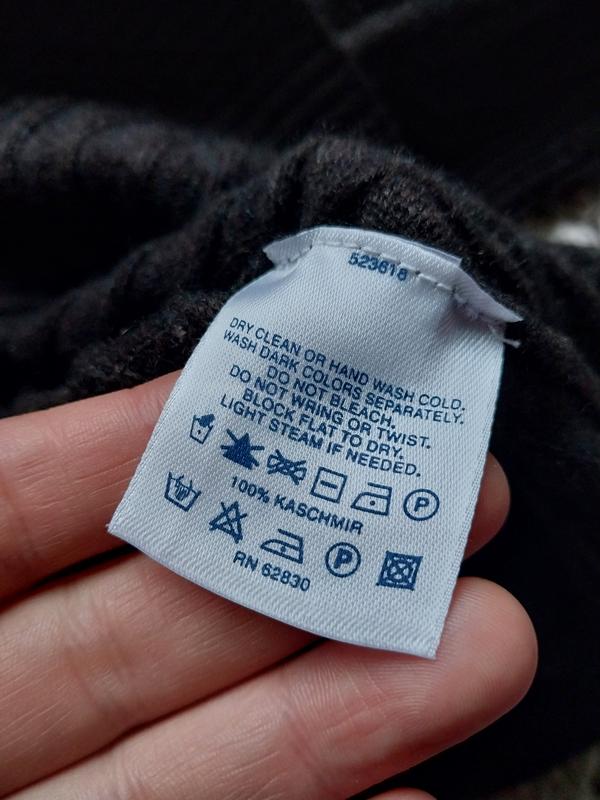 523618
DRY CLEAN OR HAND WASH COLD.
WASH DARK COLORS SEPARATELY.
DO NOT BLEACH.
DO NOT WRING OR TWIST.
BLOCK FLAT TO DRY.
LIGHT STEAM IF NEEDED.
P
100% KASCHMIR
P
RN 62830